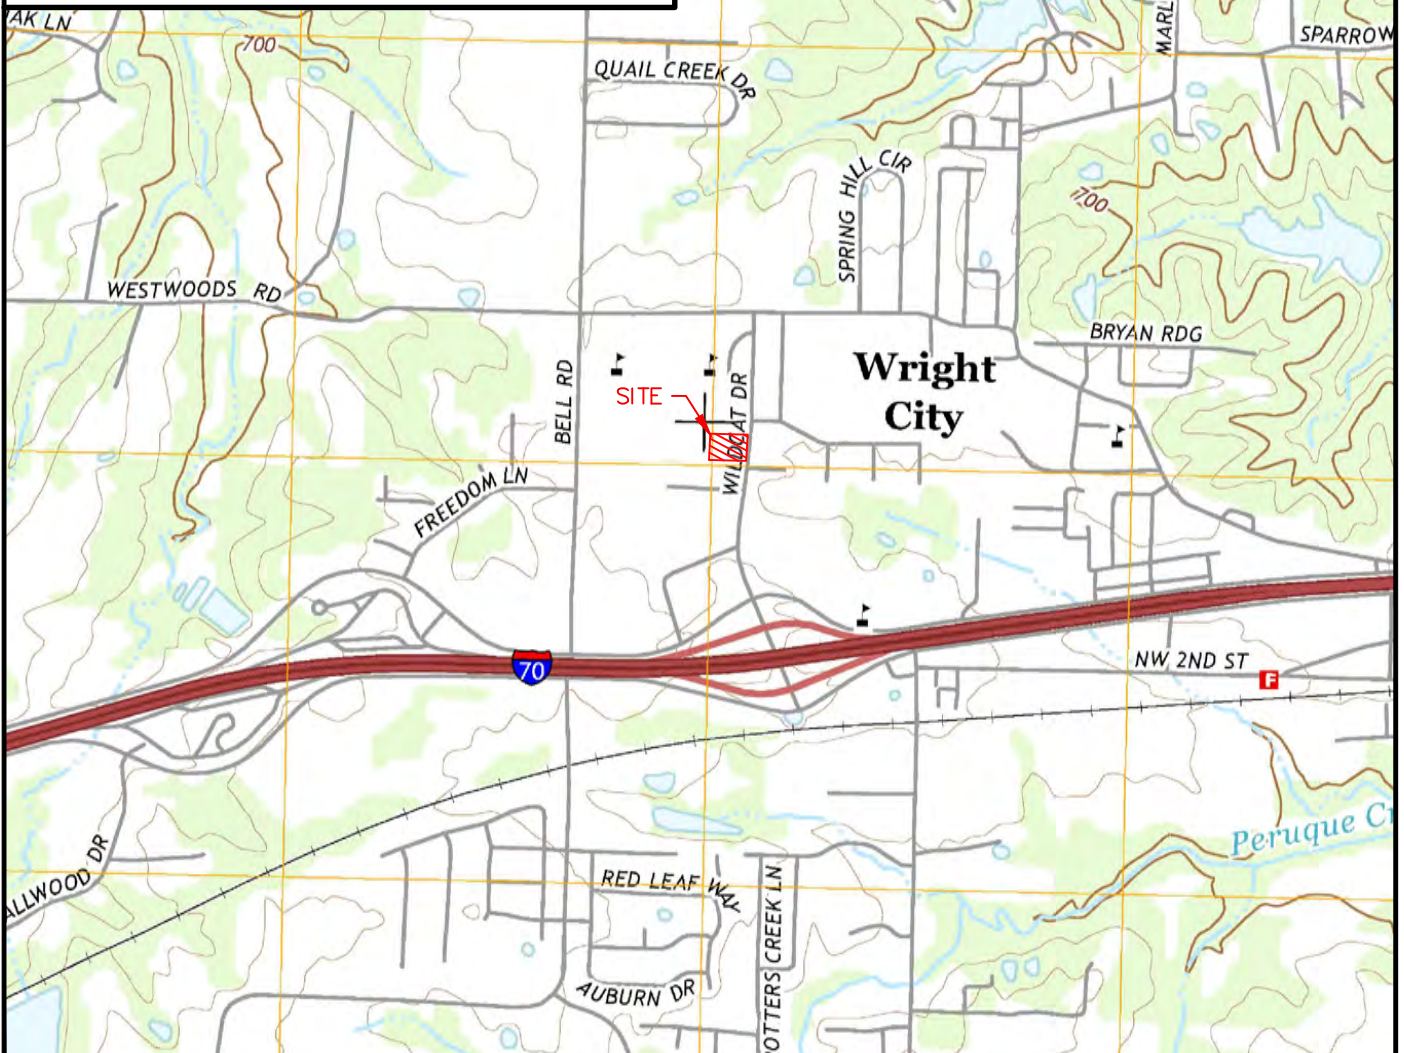 AK LN
700
QUAIL CREEK DR
MARL
SPARROW
SPRING HILL CIR
700
WESTWOODS RD
BRYAN RDG
BELL RD
SITE
WILDCAT DR
Wright
City
FREEDOM LN
70
NW 2ND ST
F
Peruque Cr
ALLWOOD DR
RED LEAF WAY
OTTERS CREEK LN
AUBURN DR